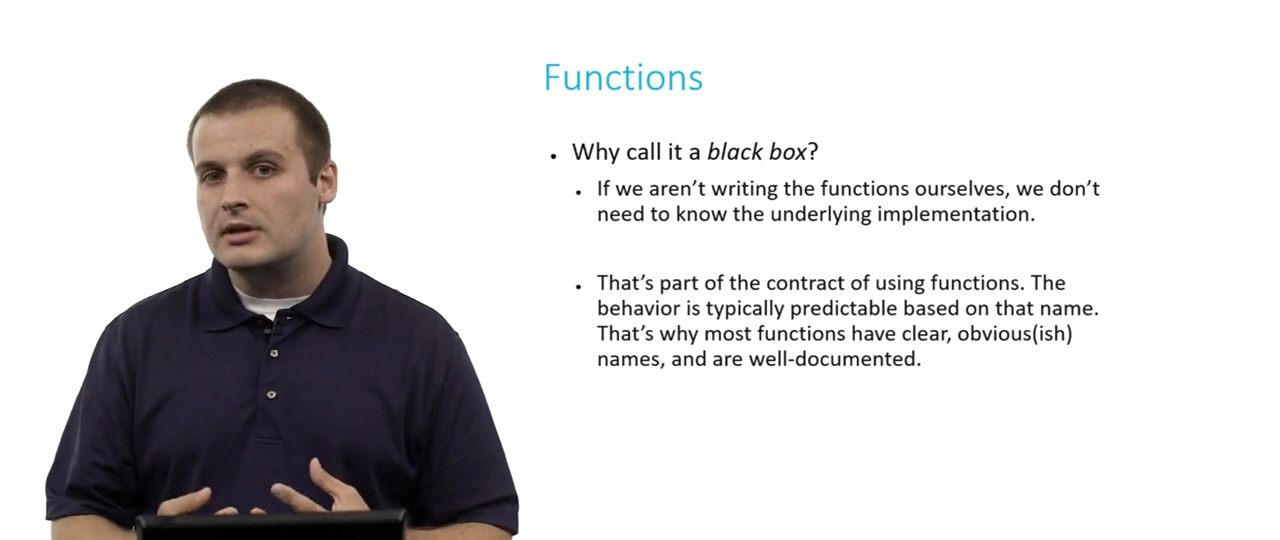 Functions
• Why call it a black box?
• If we aren't writing the functions ourselves, we don't
need to know the underlying implementation.
• That's part of the contract of using functions. The
behavior is typically predictable based on that name.
That's why most functions have clear, obvious(ish)
names, and are well-documented.